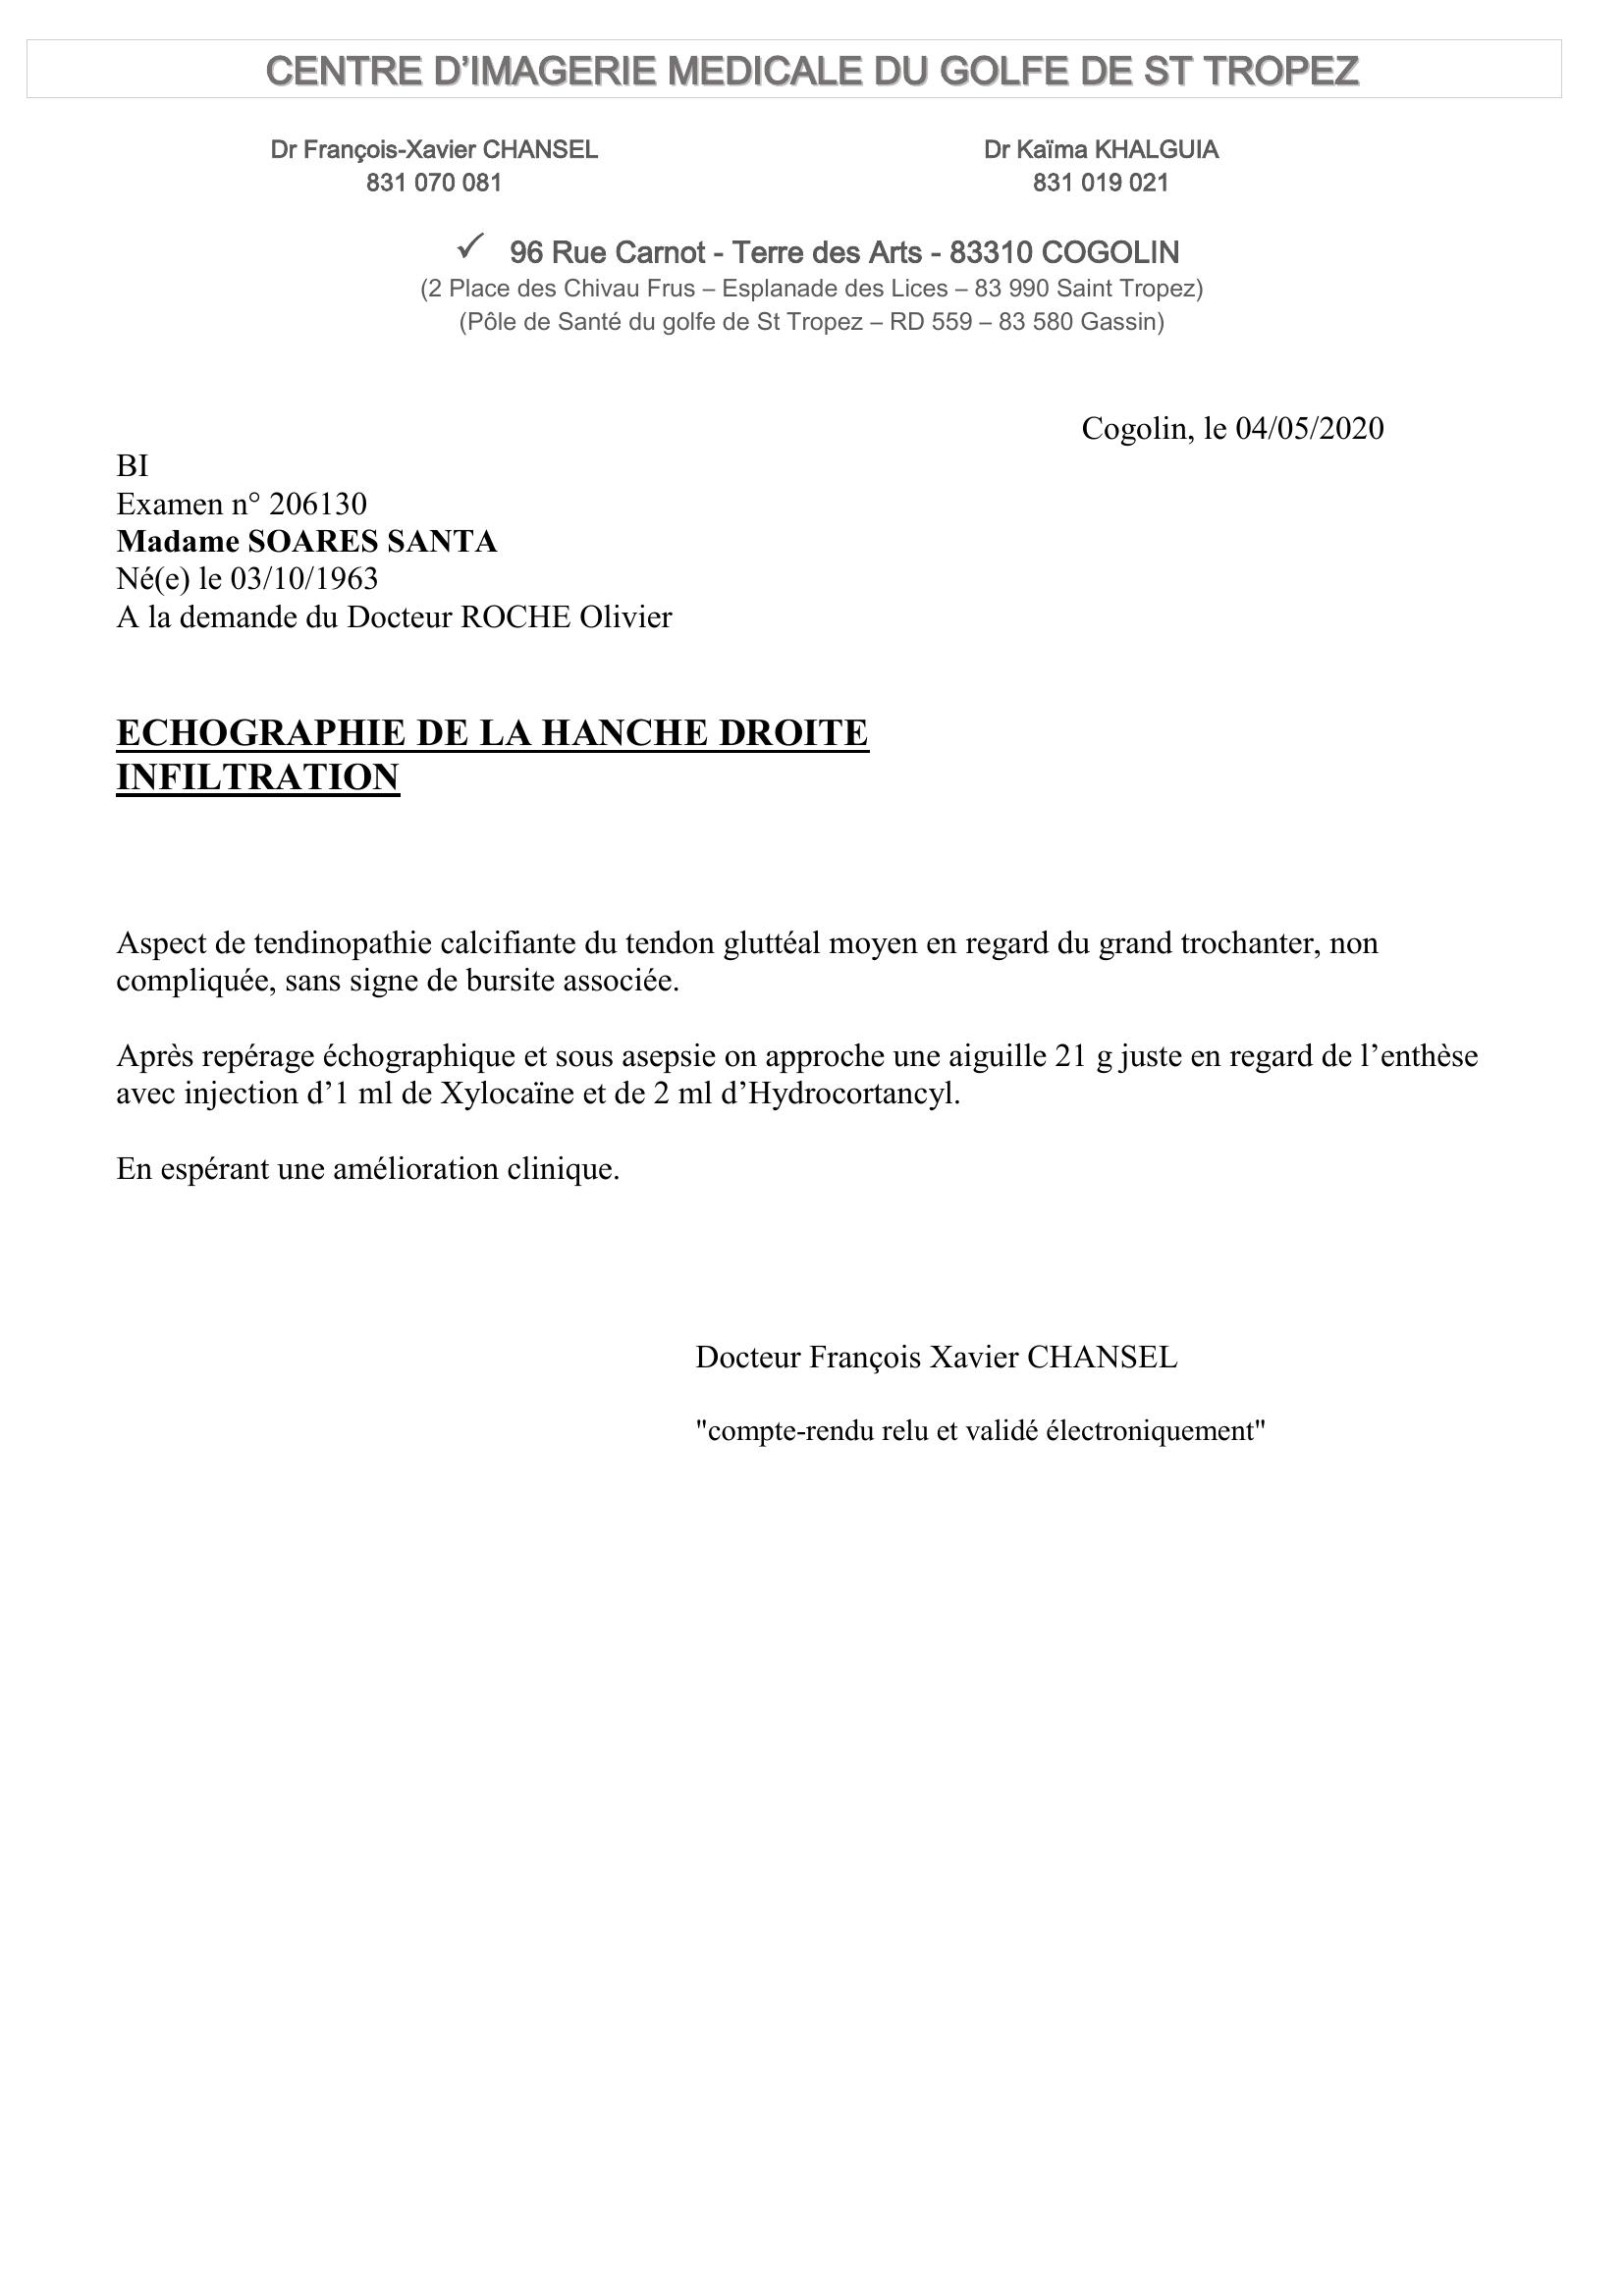 CENTRE D’IMAGERIE MEDICALE DU GOLFE DE ST TROPEZ
Dr François-Xavier CHANSEL
831 070 081
Dr Kaïma KHALGUIA
831 019 021
✓ 96 Rue Carnot - Terre des Arts - 83310 COGOLIN
(2 Place des Chivau Frus – Esplanade des Lices – 83 990 Saint Tropez)
(Pôle de Santé du golfe de St Tropez – RD 559 – 83 580 Gassin)
Cogolin, le 04/05/2020
BI
Examen n° 206130
Madame SOARES SANTA
Né(e) le 03/10/1963
A la demande du Docteur ROCHE Olivier
ECHOGRAPHIE DE LA HANCHE DROITE
INFILTRATION
Aspect de tendinopathie calcifiante du tendon gluttéal moyen en regard du grand trochanter, non
compliquée, sans signe de bursite associée.
Après repérage échographique et sous asepsie on approche une aiguille 21 g juste en regard de l’enthèse
avec injection d’1 ml de Xylocaïne et de 2 ml d’Hydrocortancyl.
En espérant une amélioration clinique.
Docteur François Xavier CHANSEL
"compte-rendu relu et validé électroniquement"